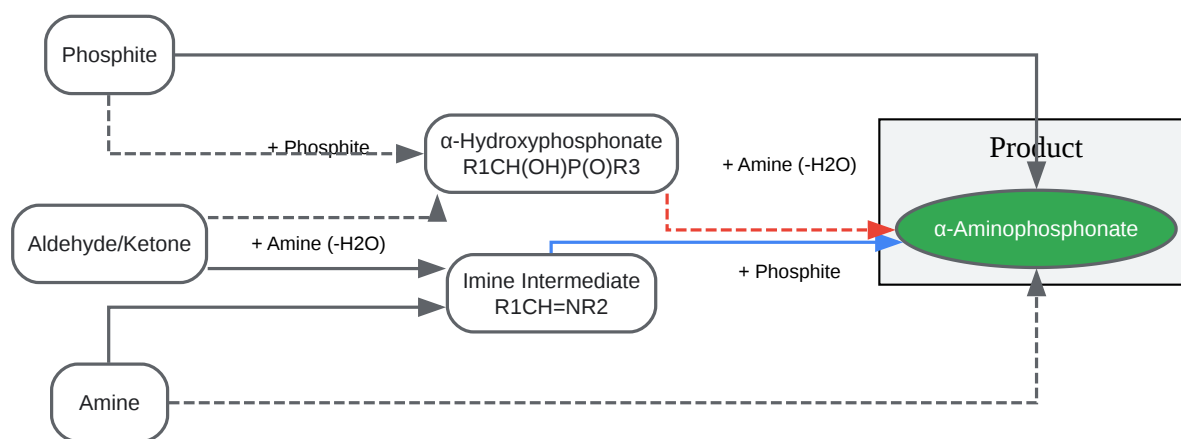 Phosphite
+ Phosphite
α-Hydroxyphosphonate
R1CH(OH)P(O)R3
+ Amine (-H2O)
Product
Aldehyde/Ketone
+ Amine (-H2O)
α-Aminophosphonate
Imine Intermediate
R1CH=NR2
+ Phosphite
Amine